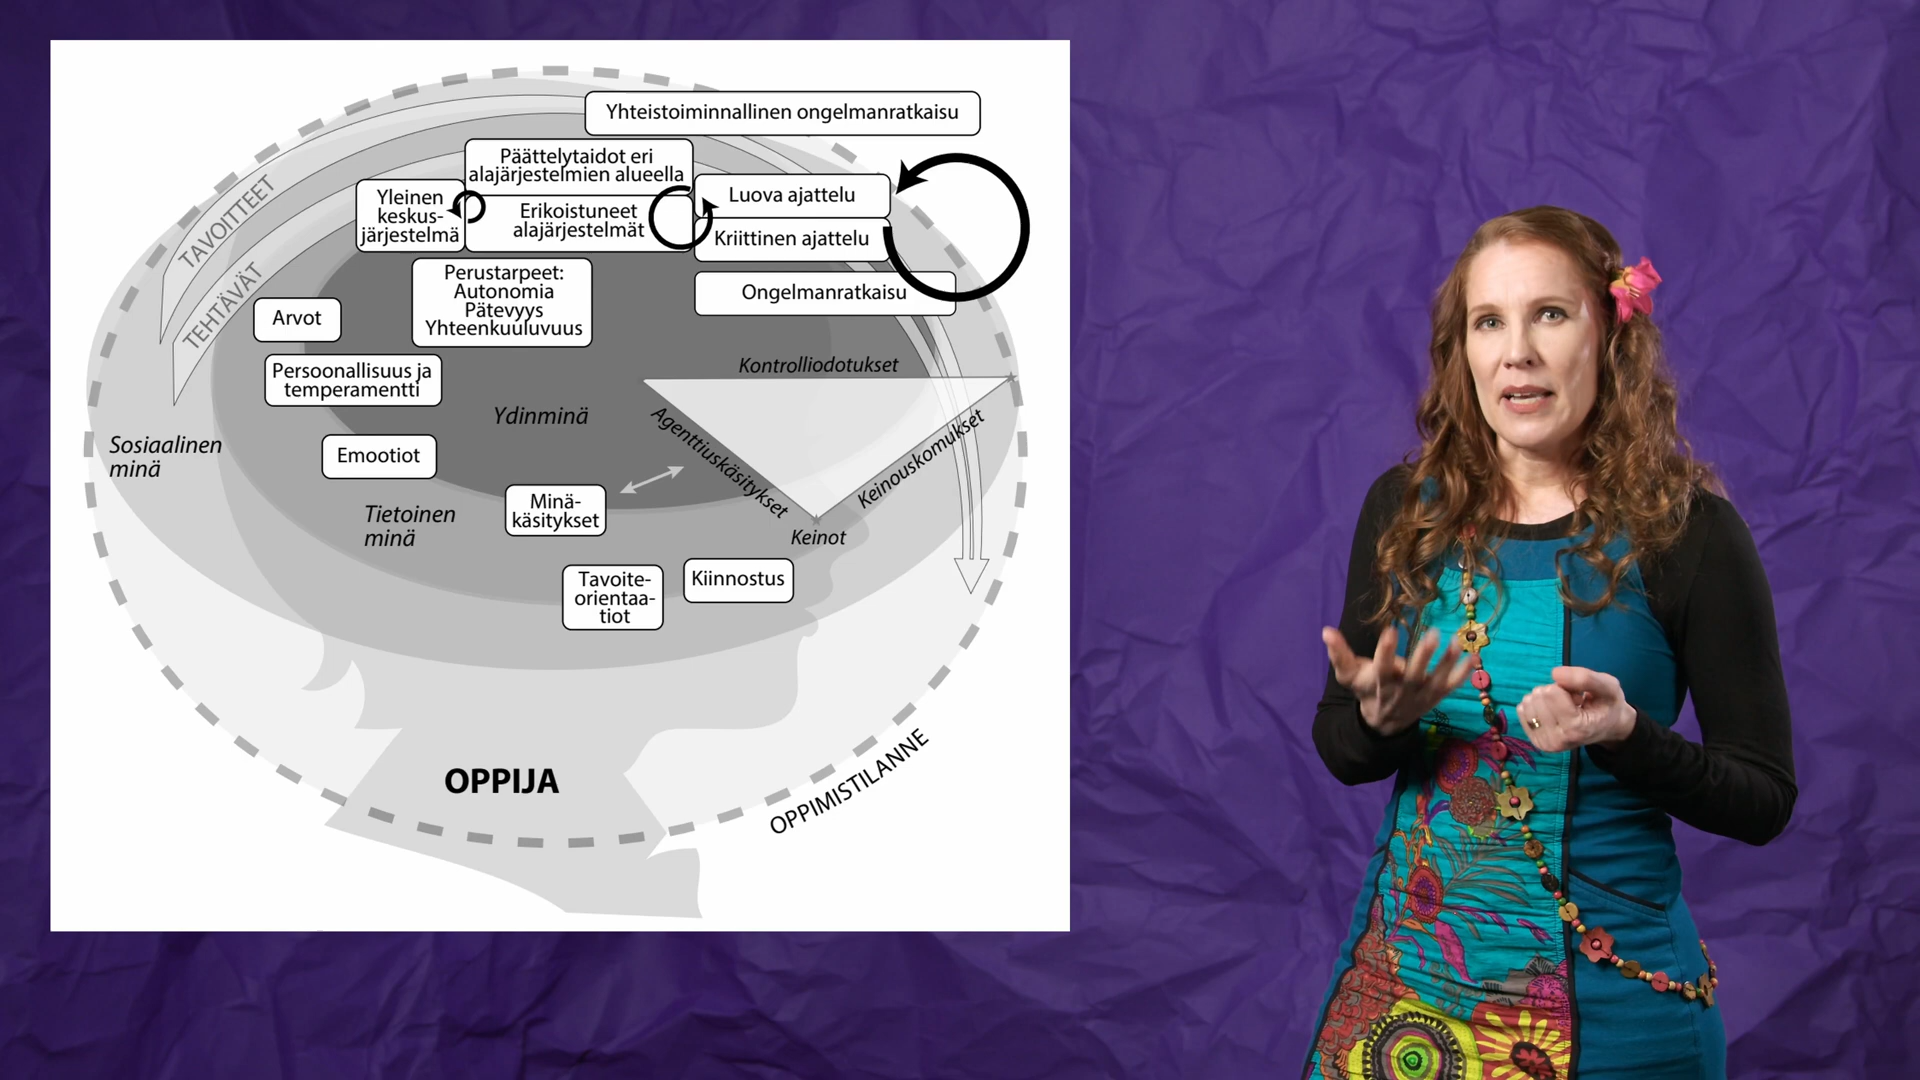 Yhteistoiminnallinen ongelmanratkaisu
Päättelytaidot eri
alajärjestelmien alueella
Yleinen
keskus-
järjestelmä
Erikoistuneet
alajärjestelmät
Luova ajattelu
Kriittinen ajattelu
Ongelmanratkaisu
TAVOITTEET
TEHTÄVÄT
Perustarpeet:
Autonomia
Pätevyys
Yhteenkuuluvuus
Arvot
Persoonallisuus ja
temperamentti
Kontrolliodotukset
Ydinminä
Agenttiuskäsitykset
Keinouskomukset
Sosiaalinen
minä
Emootiot
Minä-
käsitykset
Tietoinen
minä
Keinot
Tavoite-
orientaa-
tiot
Kiinnostus
OPPIJA
OPPIMISTILANNE